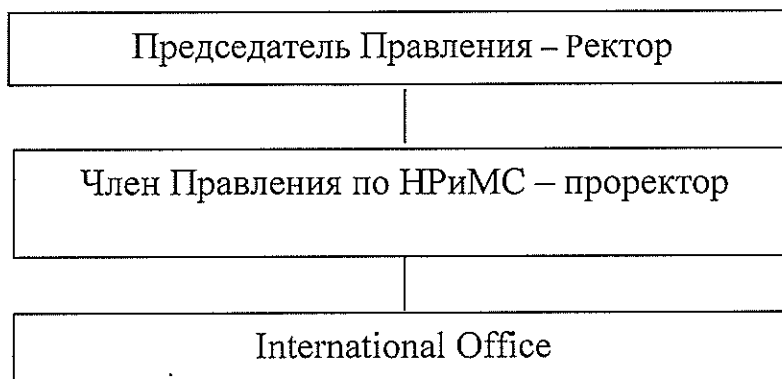 Председатель Правления – Ректор
Член Правления по НРиМС – проректор
International Office